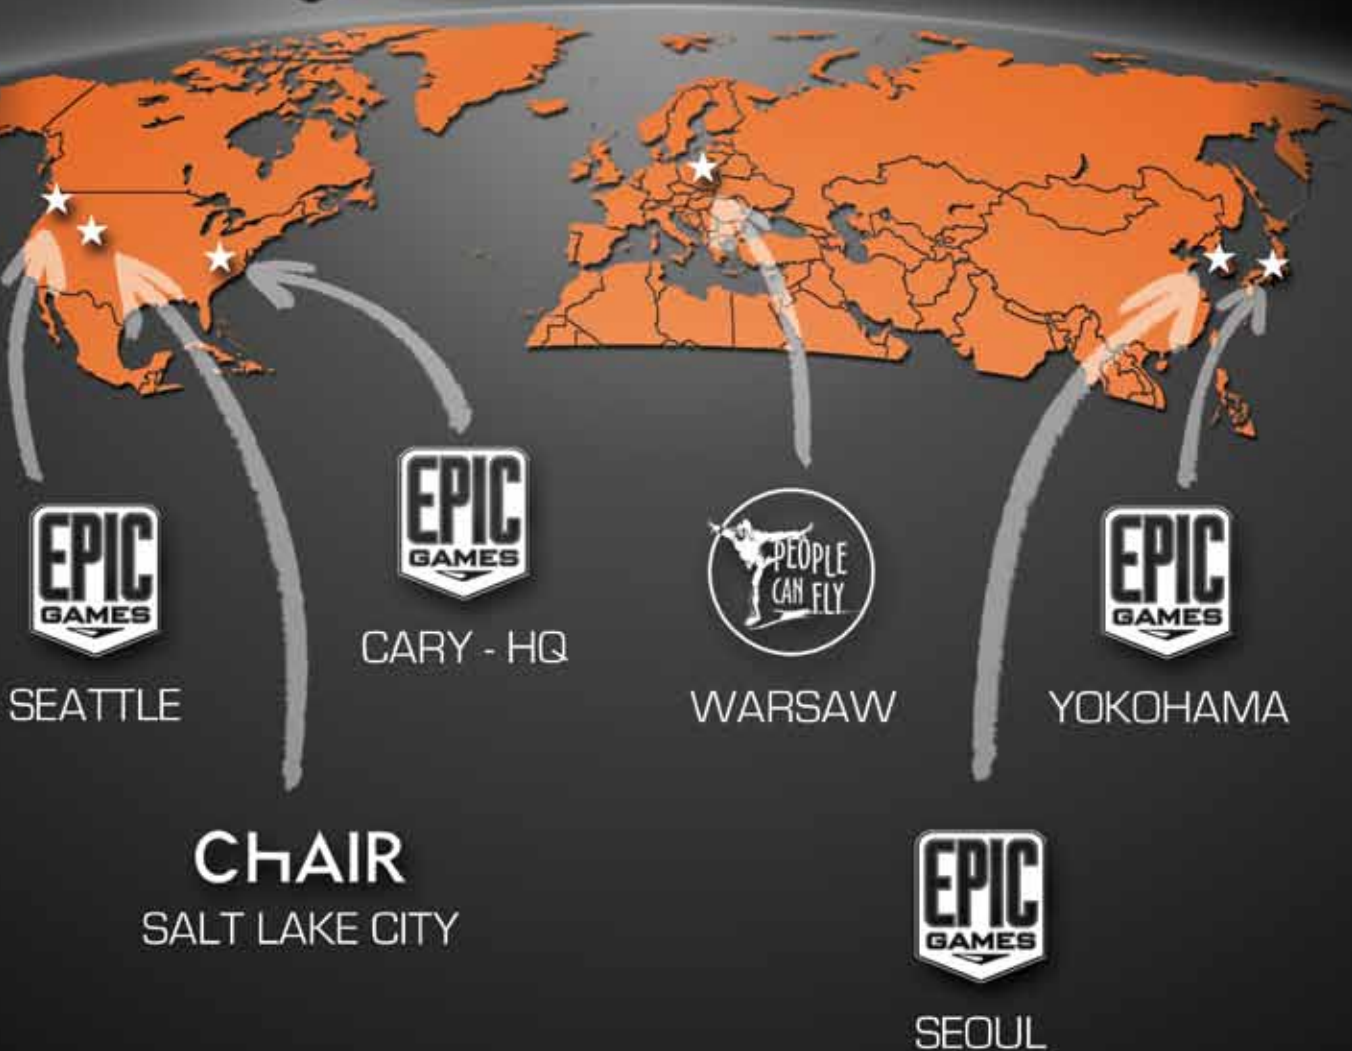 EPIC
GAMES
SEATTLE
CHAIR
SALT LAKE CITY
EPIC
GAMES
CARY - HQ
PEOPLE
CAN FLY
WARSAW
EPIC
GAMES
SEOUL
EPIC
GAMES
YOKOHAMA